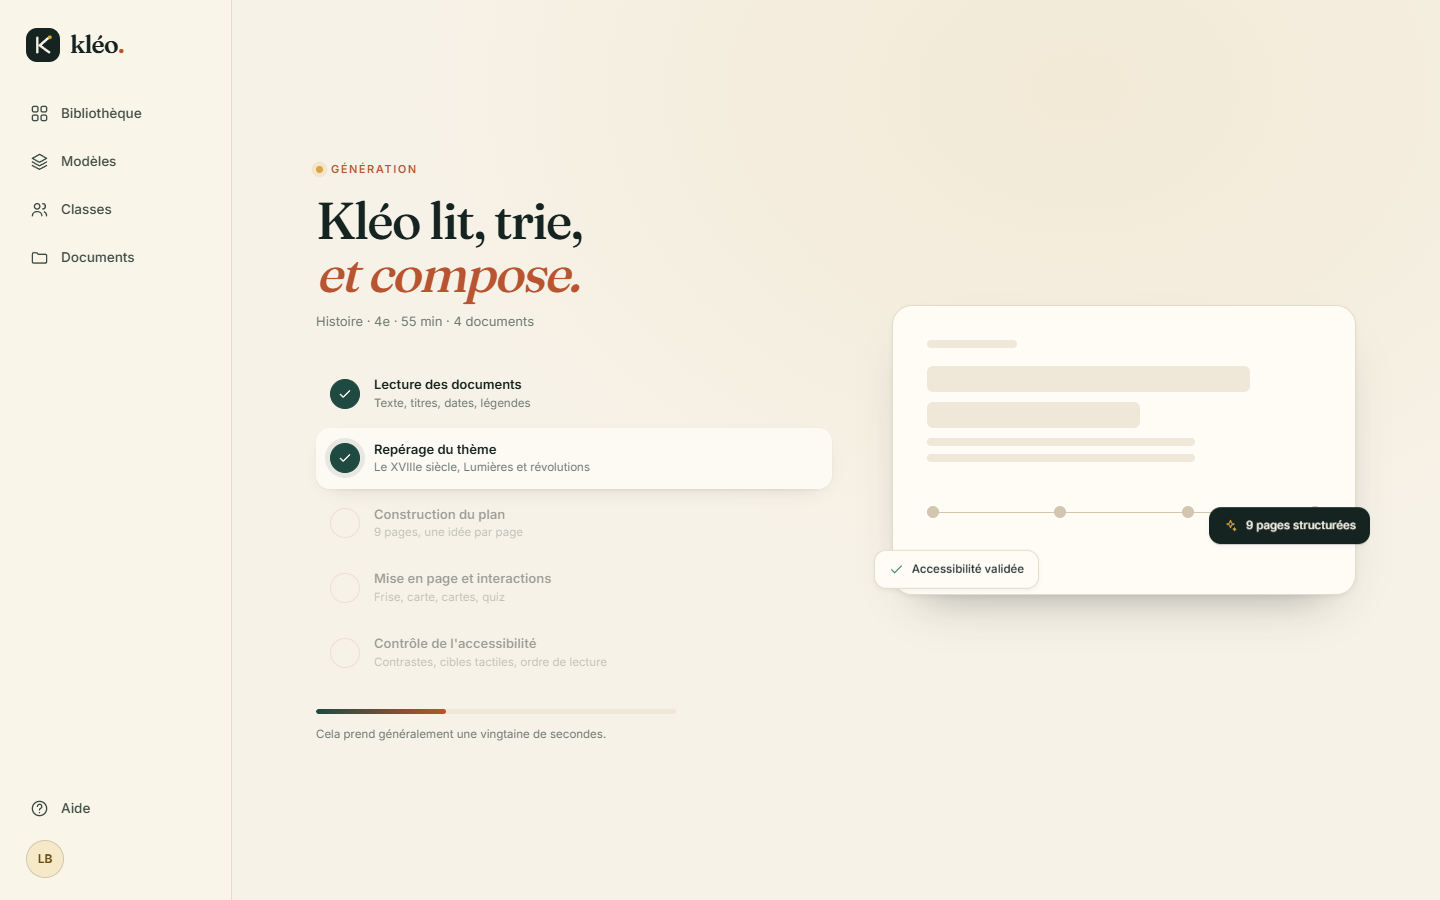 kléo.
Bibliothèque
Modèles
Classes
Documents
Aide
LB
GÉNÉRATION
Kléo lit, trie,
et compose.
Histoire · 4e · 55 min · 4 documents
Lecture des documents
Texte, titres, dates, légendes
Repérage du thème
Le XVIIIe siècle, Lumières et révolutions
Construction du plan
9 pages, une idée par page
Mise en page et interactions
Frise, carte, cartes, quiz
Contrôle de l'accessibilité
Contrastes, cibles tactiles, ordre de lecture
Cela prend généralement une vingtaine de secondes.
9 pages structurées
Accessibilité validée